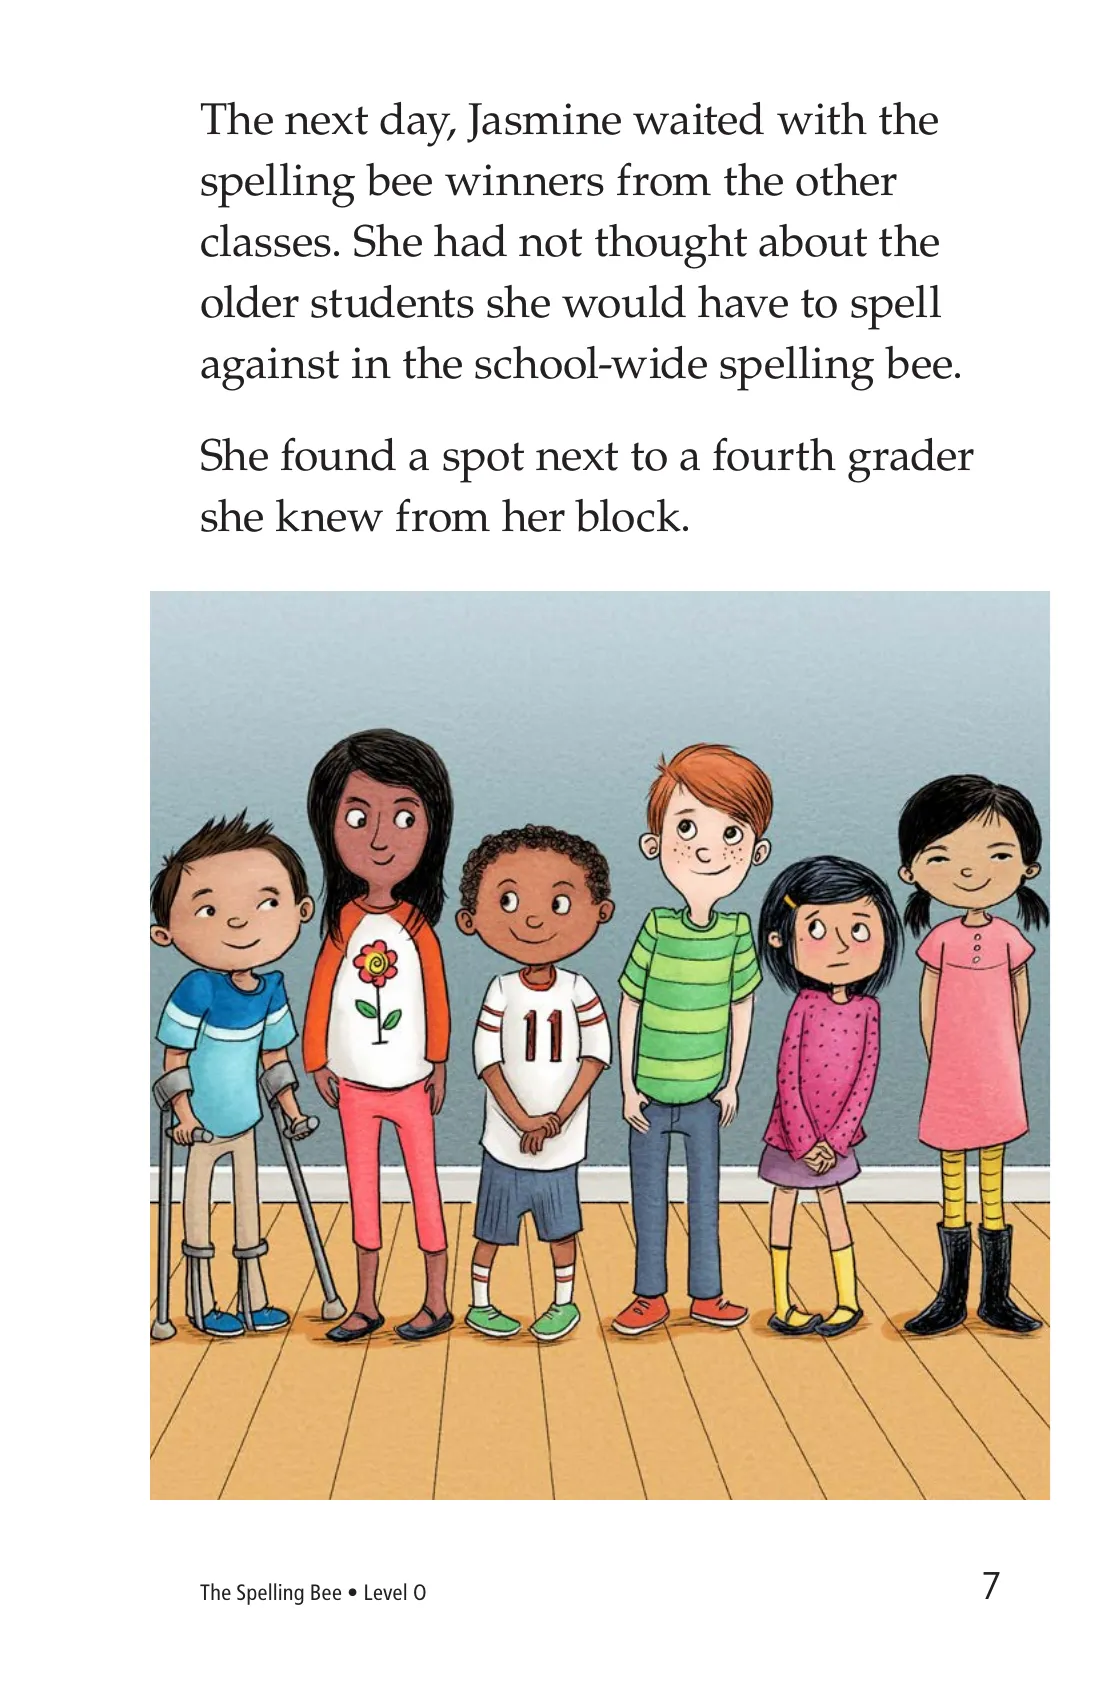 The next day, Jasmine waited with the
spelling bee winners from the other
classes. She had not thought about the
older students she would have to spell
against in the school-wide spelling bee.
She found a spot next to a fourth grader
she knew from her block.
11
The Spelling Bee • Level O
7